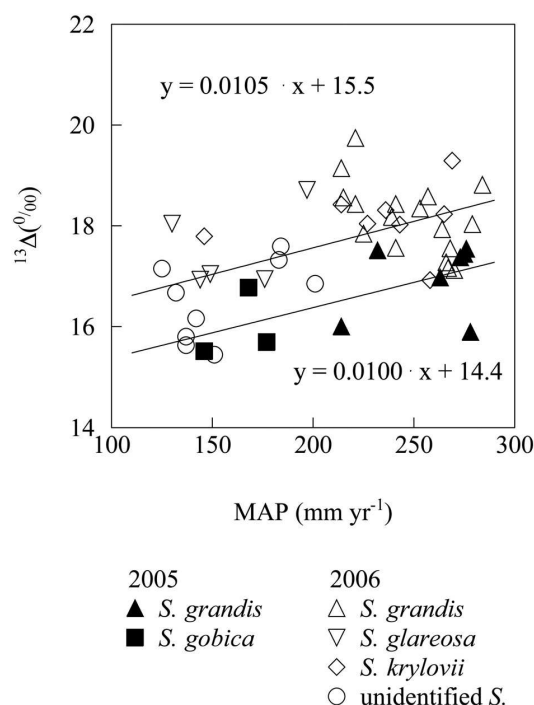 22
20
18
16
14
¹³Δ(⁰/₀₀)
y = 0.0105 · x + 15.5
y = 0.0100 · x + 14.4
100 150 200 250 300
MAP (mm yr⁻¹)
2005 2006
▲ S. grandis △ S. grandis
■ S. gobica ▽ S. glareosa
◇ S. krylovii
○ unidentified S.